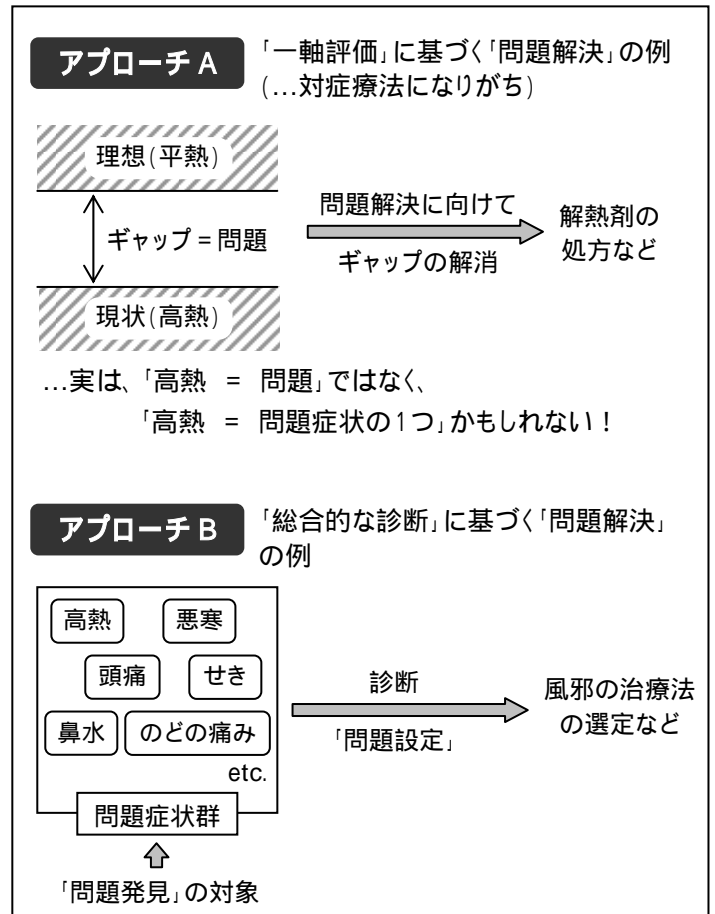 アプローチA
「一軸評価」に基づく「問題解決」の例
(…対症療法になりがち)
理想(平熱)
ギャップ = 問題
現状(高熱)
問題解決に向けて
ギャップの解消
解熱剤の
処方など
…実は、「高熱 = 問題」ではなく、
「高熱 = 問題症状の1つ」かもしれない!
アプローチB
「総合的な診断」に基づく「問題解決」
の例
高熱
悪寒
頭痛
せき
鼻水
のどの痛み
etc.
問題症状群
「問題発見」の対象
診断
「問題設定」
風邪の治療法
の選定など